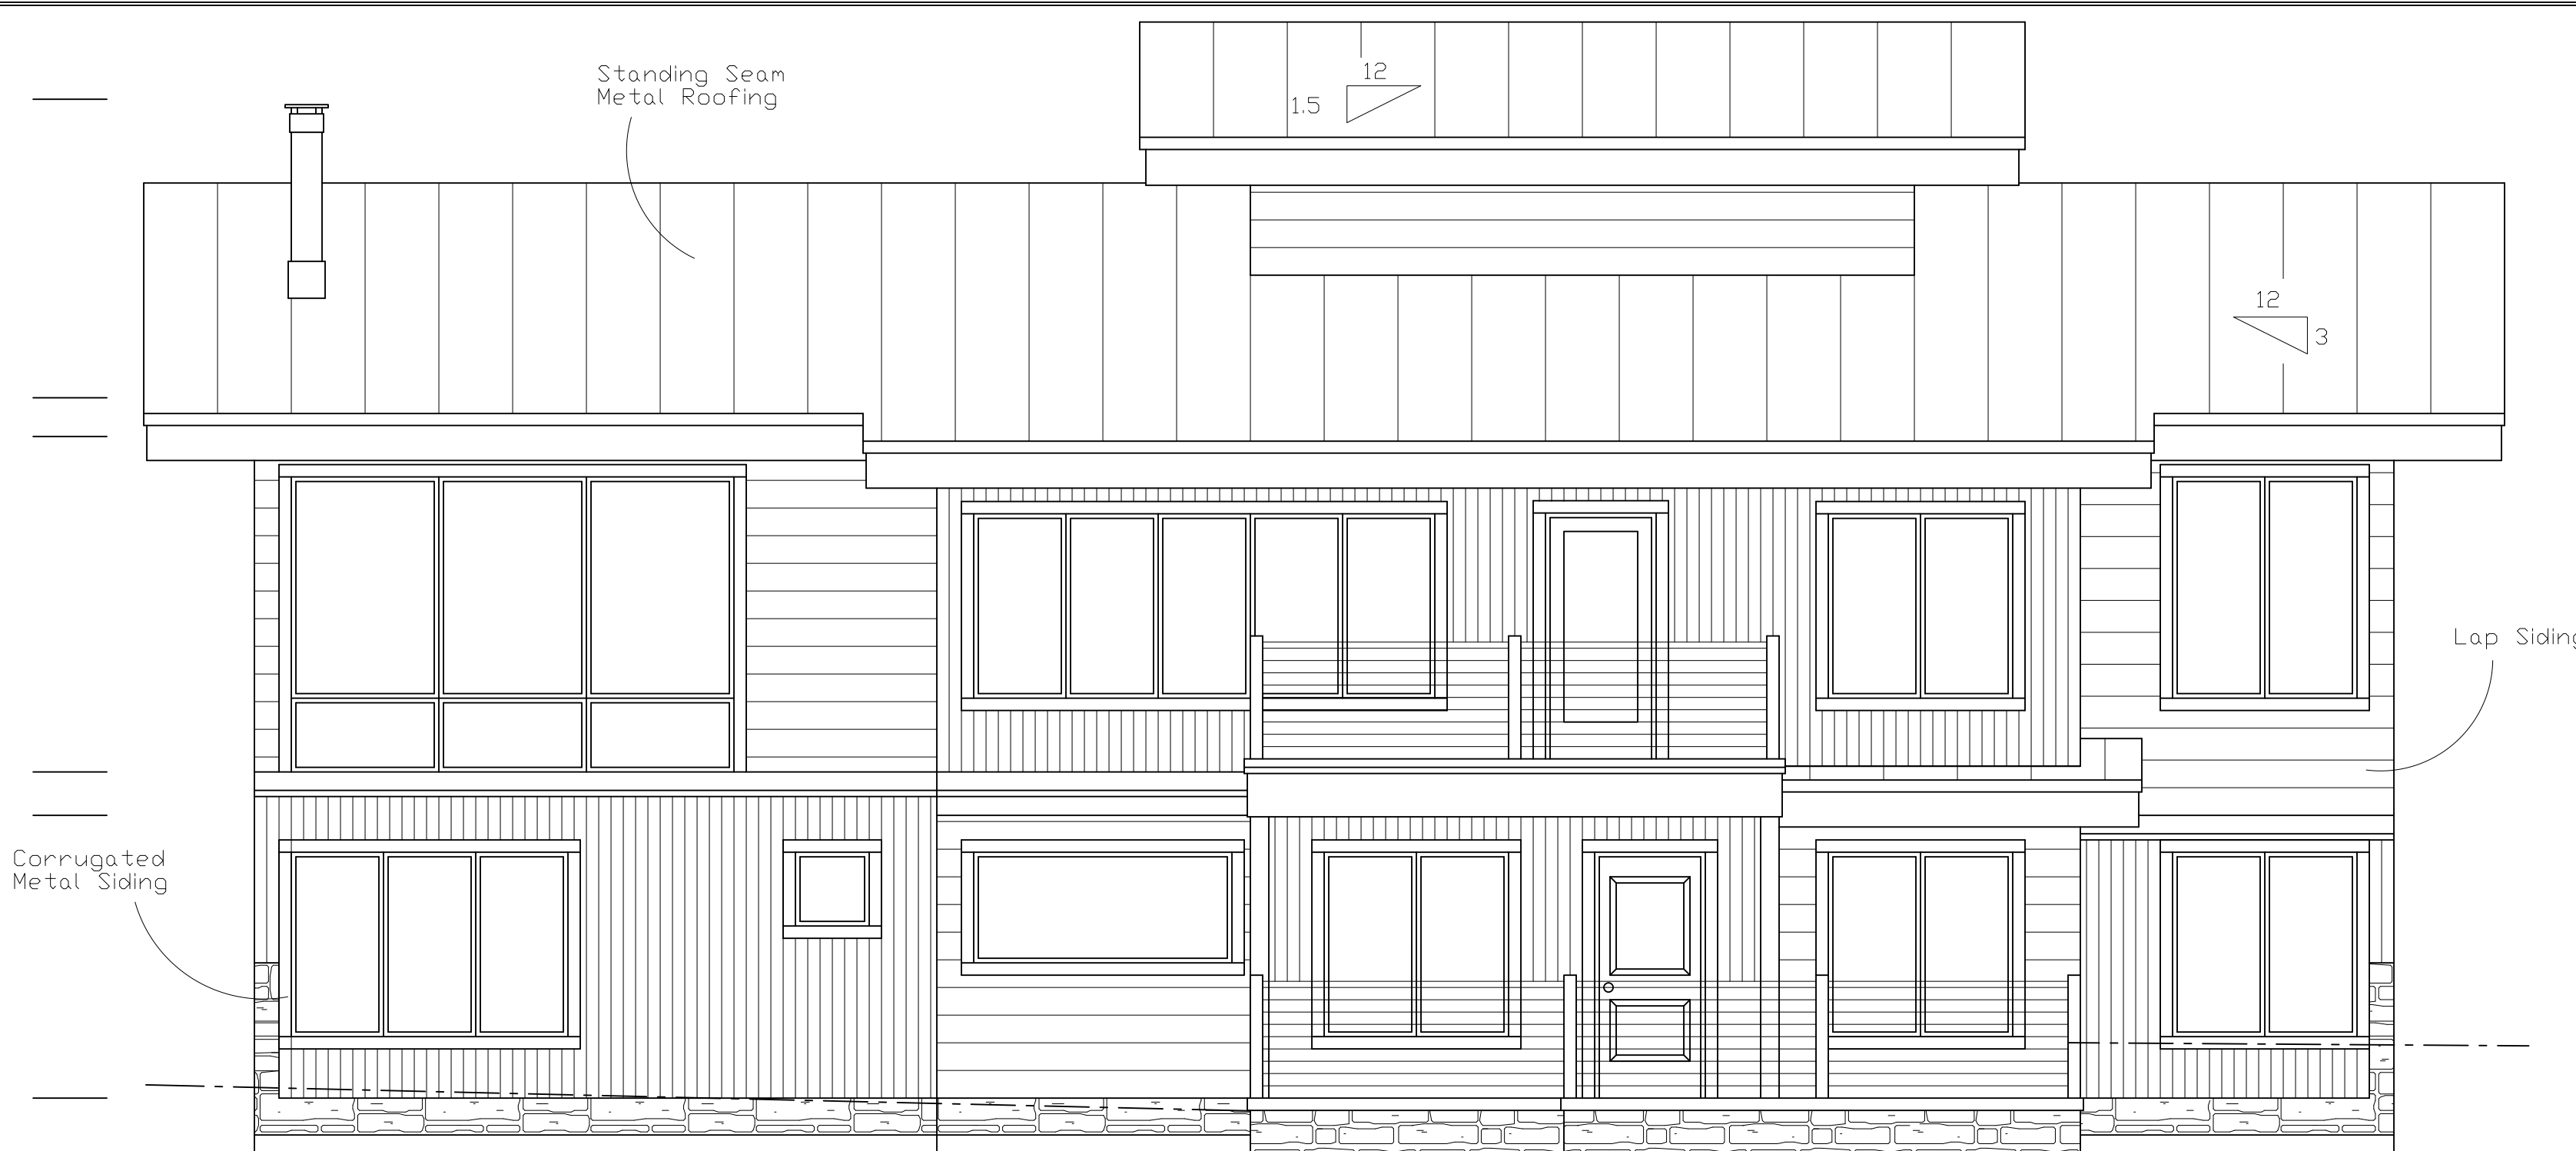 Standing Seam
Metal Roofing
12
1.5
12
3
Lap Siding
Corrugated
Metal Siding